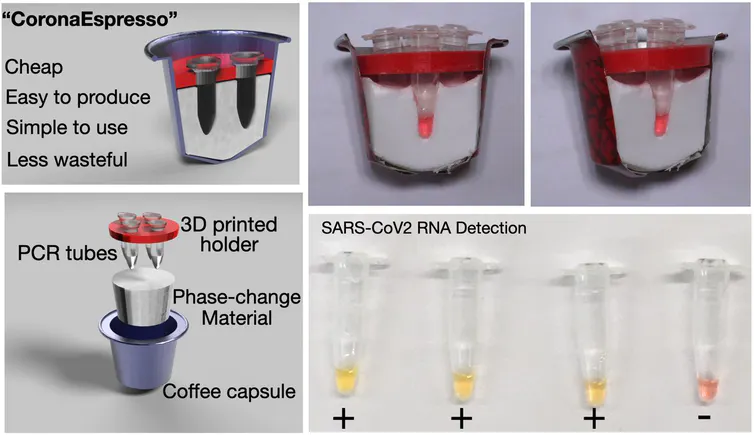 “CoronaEspresso”
Cheap
Easy to produce
Simple to use
Less wasteful
3D printed
holder
PCR tubes
Phase-change
Material
Coffee capsule
SARS-CoV2 RNA Detection
+ + + -